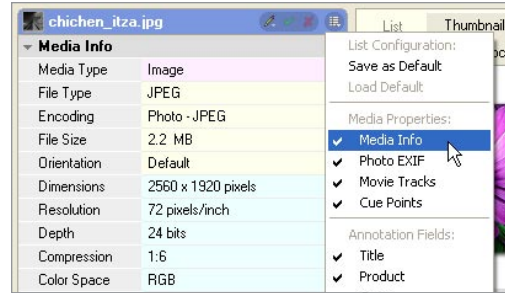 chichen_itza.jpg
Media Info
Media Type Image
File Type JPEG
Encoding Photo - JPEG
File Size 2.2 MB
Orientation Default
Dimensions 2560 x 1920 pixels
Resolution 72 pixels/inch
Depth 24 bits
Compression 1:6
Color Space RGB
List Thumbnail
List Configuration:
Save as Default
Load Default
Media Properties:
Media Info
Photo EXIF
Movie Tracks
Cue Points
Annotation Fields:
Title
Product